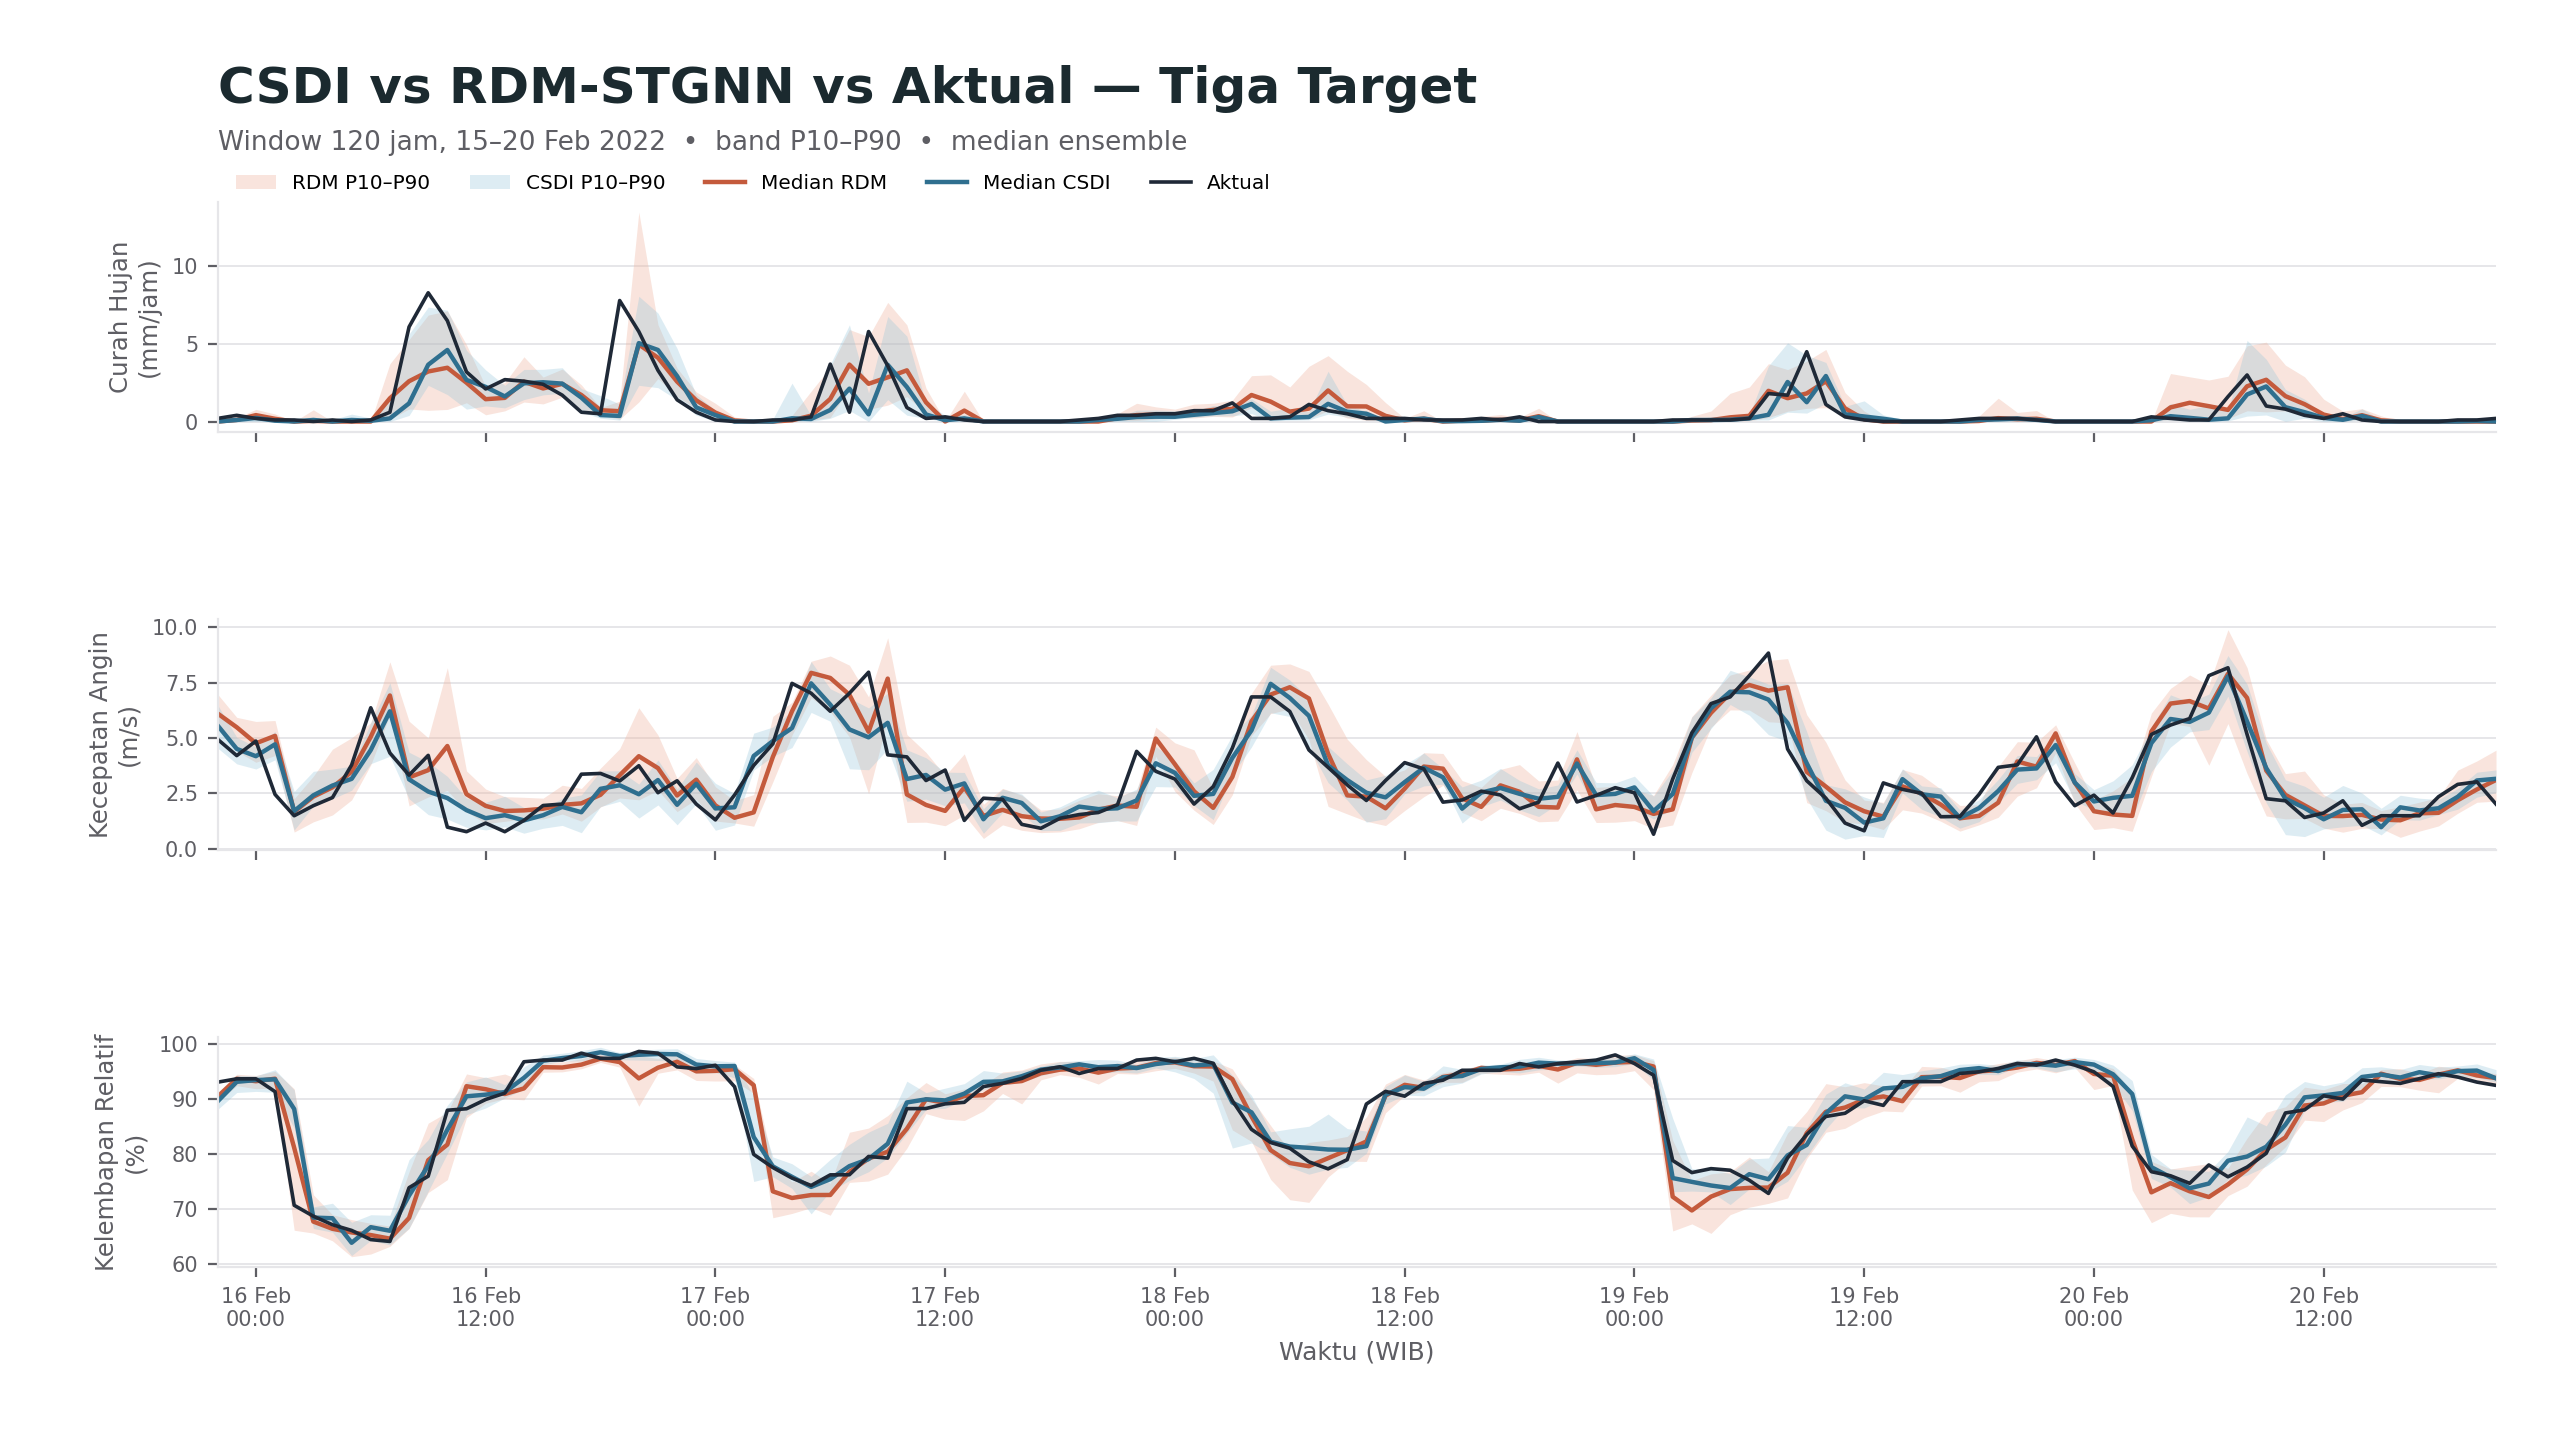 CSDI vs RDM-STGNN vs Aktual — Tiga Target
Window 120 jam, 15–20 Feb 2022 • band P10–P90 • median ensemble
RDM P10–P90 CSDI P10–P90 Median RDM Median CSDI Aktual
Curah Hujan
(mm/jam)
10
5
0
Kecepatan Angin
(m/s)
10.0
7.5
5.0
2.5
0.0
Kelembapan Relatif
(%)
100
90
80
70
60
16 Feb 16 Feb 17 Feb 17 Feb 18 Feb 18 Feb 19 Feb 19 Feb 20 Feb 20 Feb
00:00 12:00 00:00 12:00 00:00 12:00 00:00 12:00 00:00 12:00
Waktu (WIB)